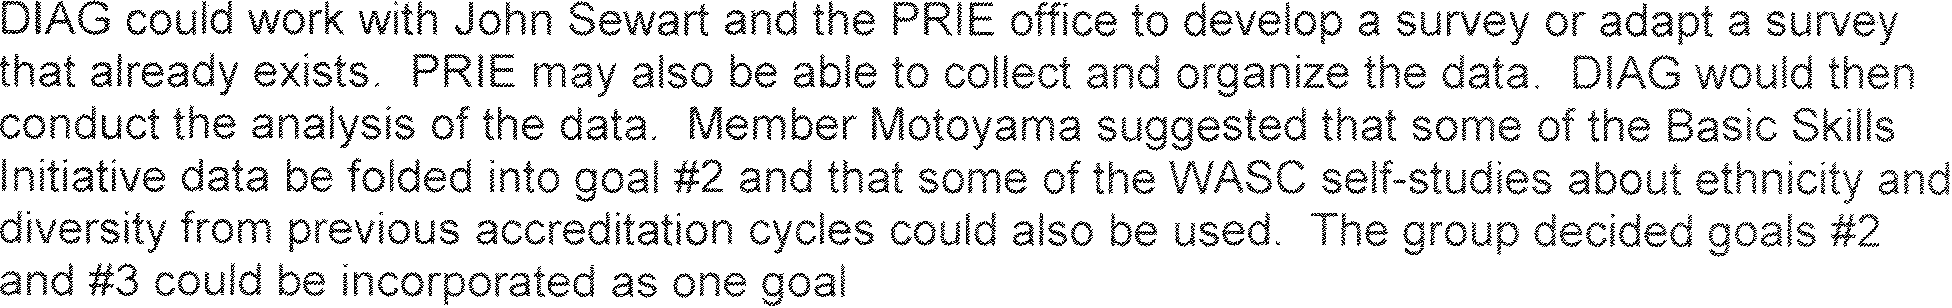 DIAG could work with John Sewart and the PRIE office to develop a survey or adapt a survey
that already exists.  PRIE may also be able to collect and organize the data.  DIAG would then
conduct the analysis of the data.  Member Motoyama suggested that some of the Basic Skills
Initiative data be folded into goal #2 and that some of the WASC self-studies about ethnicity and
diversity from previous accreditation cycles could also be used.  The group decided goals #2
and #3 could be incorporated as one goal